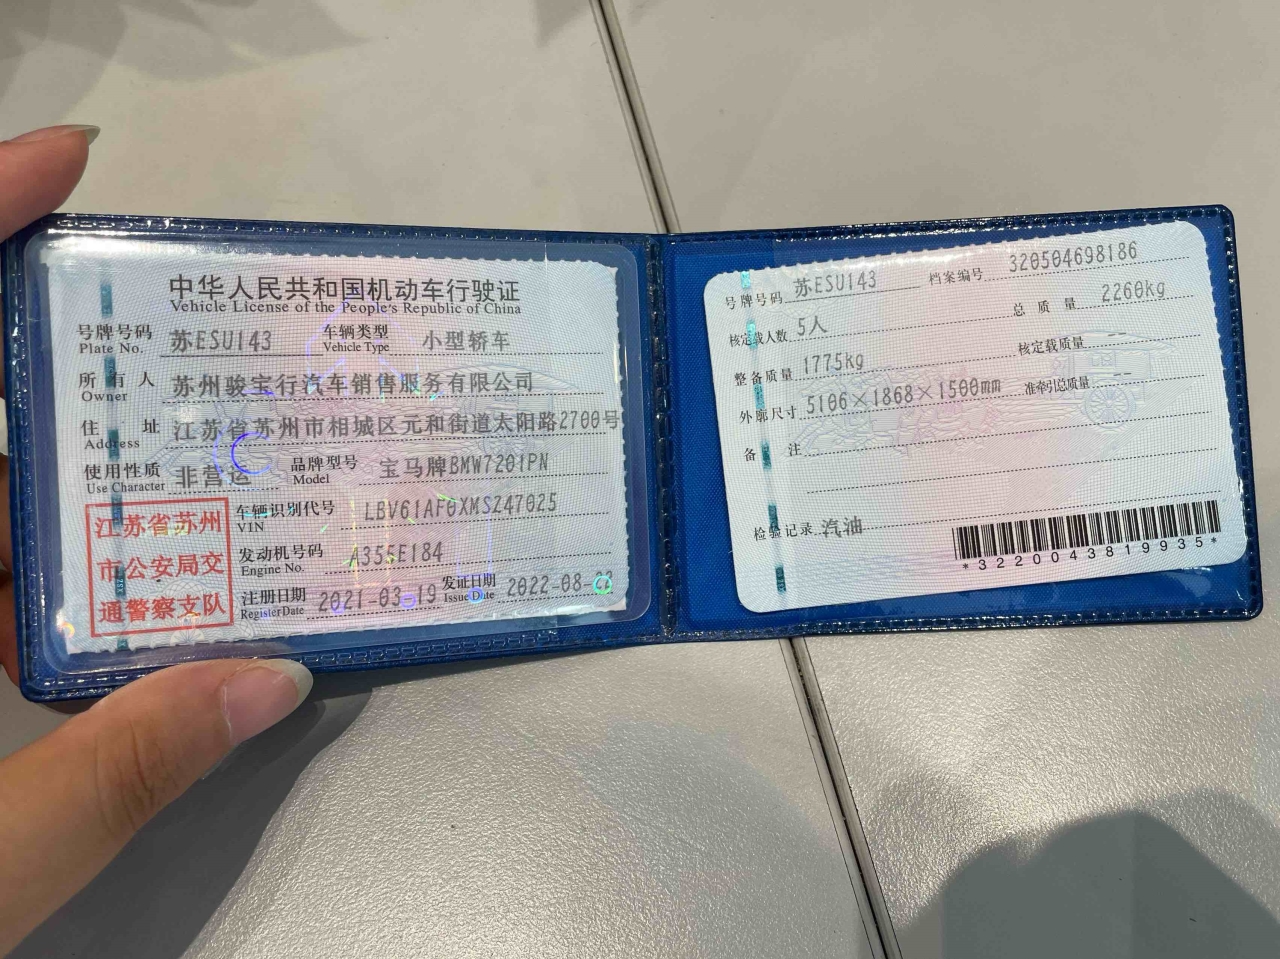 中华人民共和国机动车行驶证
Vehicle License of the People's Republic of China
号牌号码 苏ESU143 车辆类型 小型轿车
Plate No. Vehicle Type
所有人 苏州骏宝行汽车销售服务有限公司
Owner
住址 江苏省苏州市相城区元和街道太阳路2700号
Address
使用性质 非营运 品牌型号 宝马牌BMW7201PN
Use Character Model
江苏省苏州
市公安局交
通警察支队
车辆识别代号 LBV61AF0XMSZ47025
VIN
发动机号码 A355E184
Engine No.
注册日期 2021-03-19 发证日期 2022-08-22
Register Date Issue Date
号牌号码 苏ESU143 档案编号 320504698186
核定载人数 5人 总质量 2260kg
整备质量 1775kg 核定载质量 --
外廓尺寸 5106×1868×1500mm 准牵引总质量 --
备注
检验记录 汽油
*3220043819935*